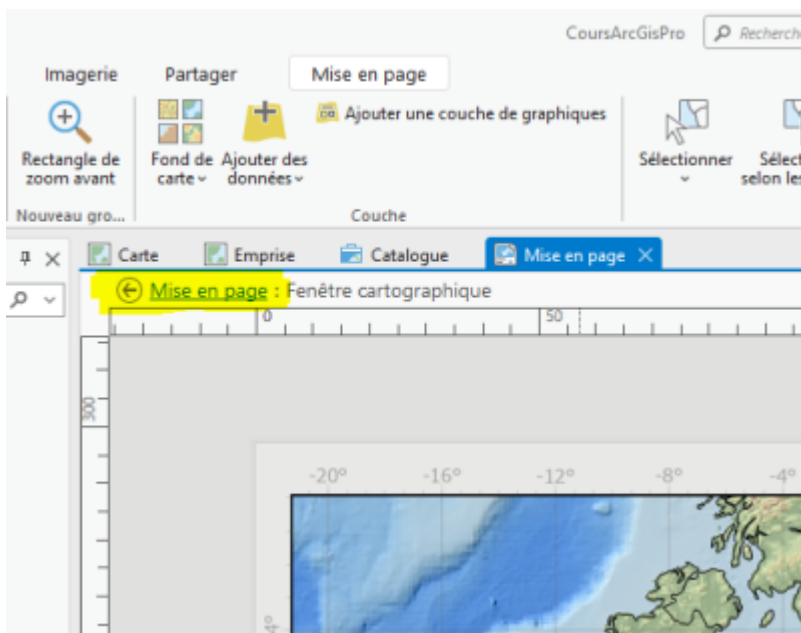 CoursArcGisPro
Recherch
Imagerie Partager Mise en page
Ajouter une couche de graphiques
Rectangle de zoom avant
Fond de carte
Ajouter des données
Sélectionner
Sélect
selon les
Nouveau gro...
Couche
Carte Emprise Catalogue Mise en page
Mise en page : Fenêtre cartographique
0 50
300
-20° -16° -12° -8° -4°